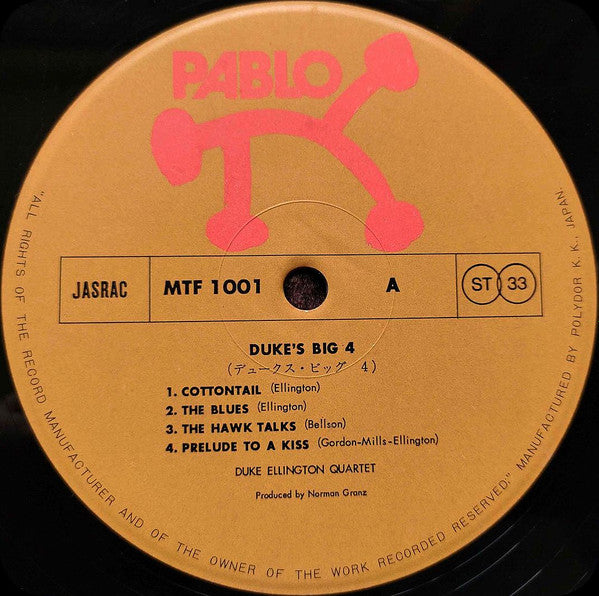 PABLO
JASRAC MTF 1001 A ST 33
DUKE'S BIG 4
(デュークス・ビッグ 4)
1. COTTONTAIL (Ellington)
2. THE BLUES (Ellington)
3. THE HAWK TALKS (Bellson)
4. PRELUDE TO A KISS (Gordon-Mills-Ellington)
DUKE ELLINGTON QUARTET
Produced by Norman Granz
"ALL RIGHTS OF THE RECORD MANUFACTURER AND OF THE OWNER OF THE WORK RECORDED RESERVED." MANUFACTURED BY POLYDOR K. K., JAPAN